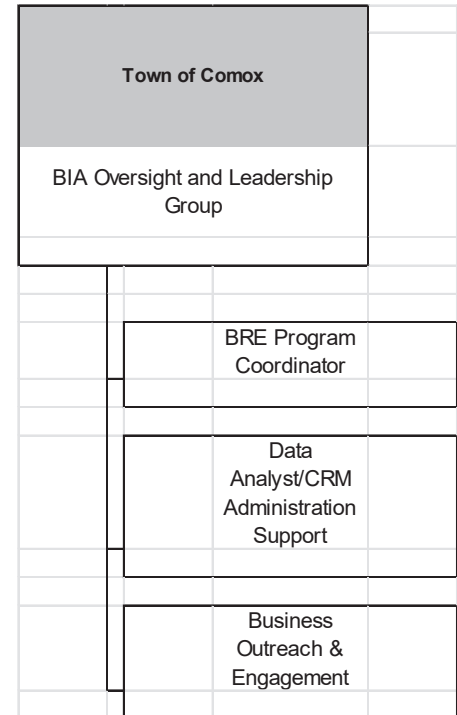 Town of Comox
BIA Oversight and Leadership
Group
BRE Program
Coordinator
Data
Analyst/CRM
Administration
Support
Business
Outreach &
Engagement